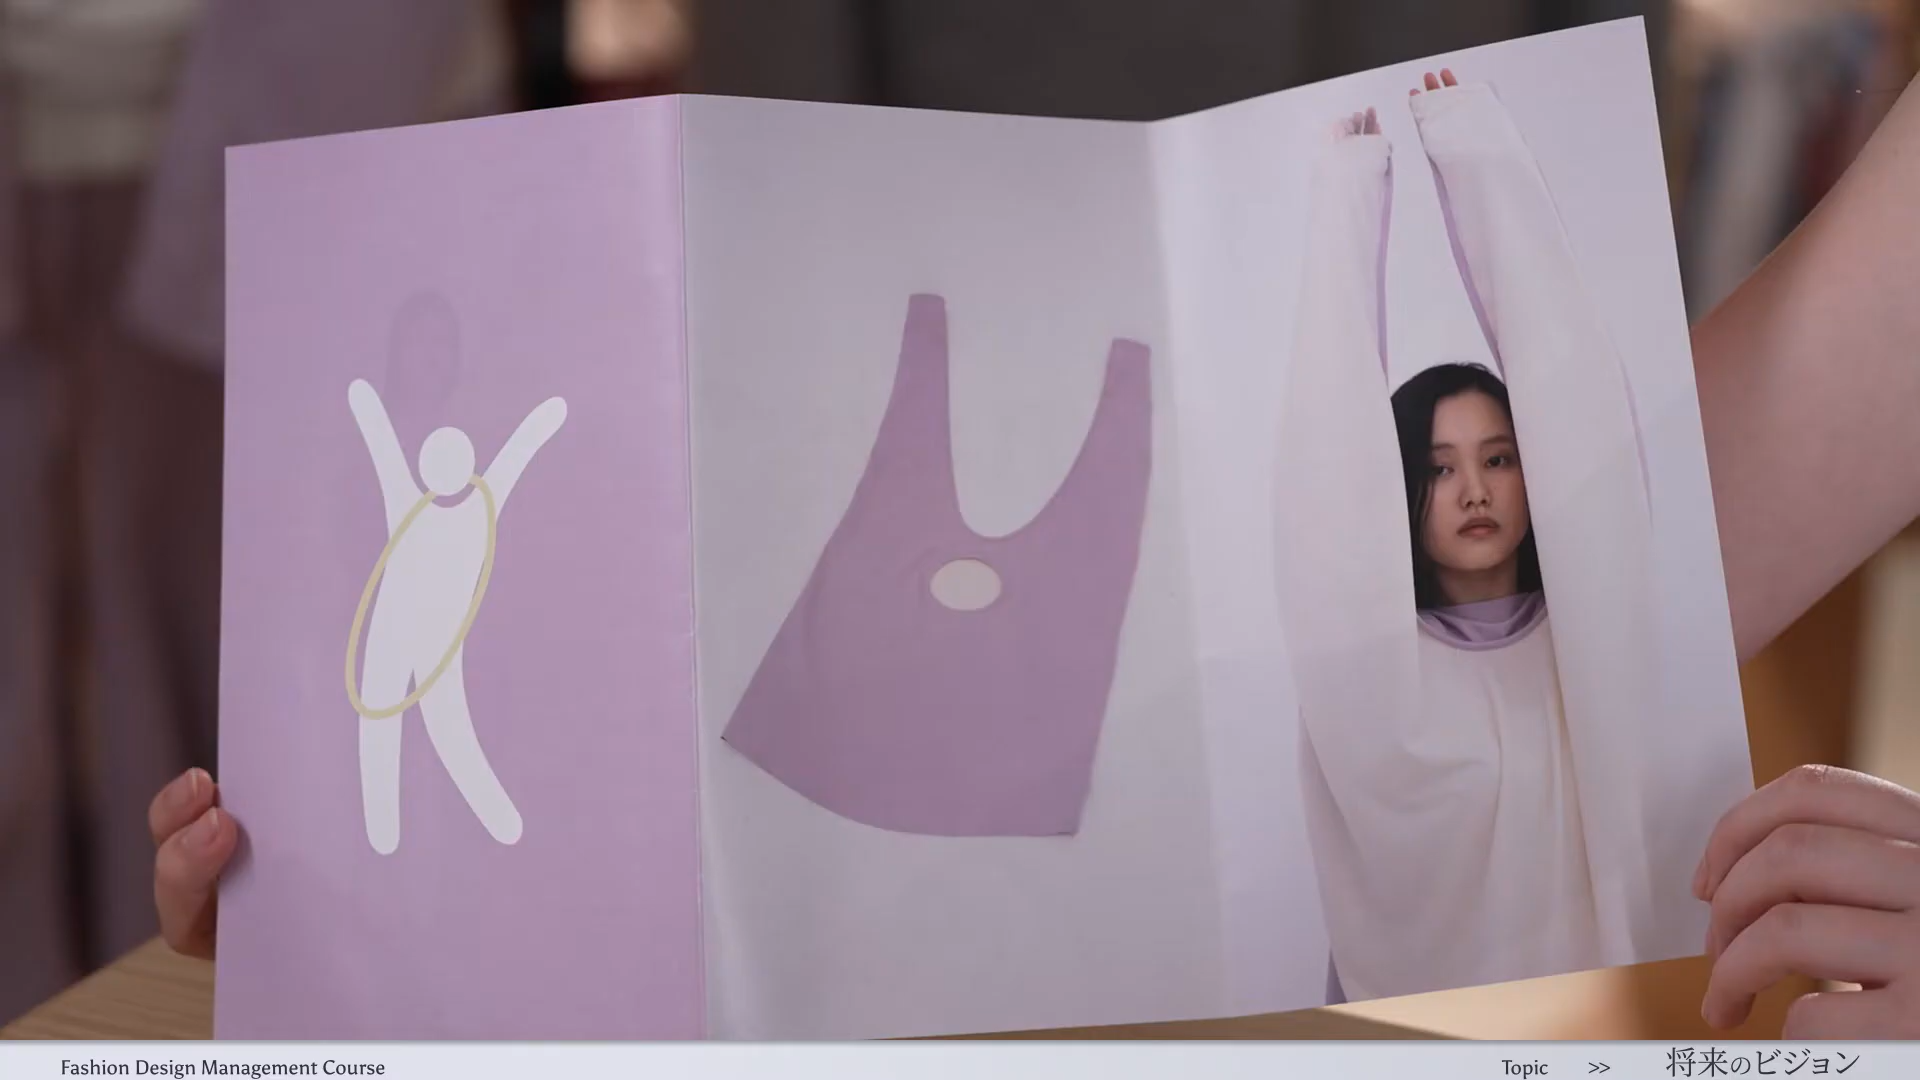 Fashion Design Management Course
Topic >> 将来のビジョン